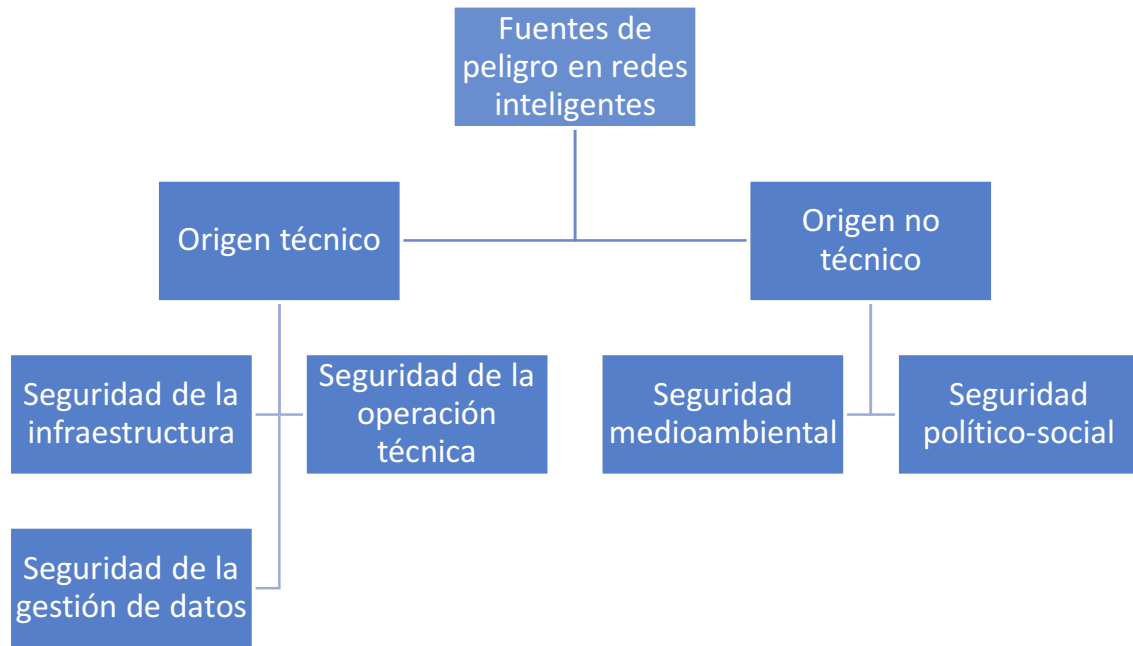 Fuentes de
peligro en redes
inteligentes
Origen técnico
Origen no
técnico
Seguridad de la
infraestructura
Seguridad de la
operación
técnica
Seguridad
medioambiental
Seguridad
político-social
Seguridad de la
gestión de datos